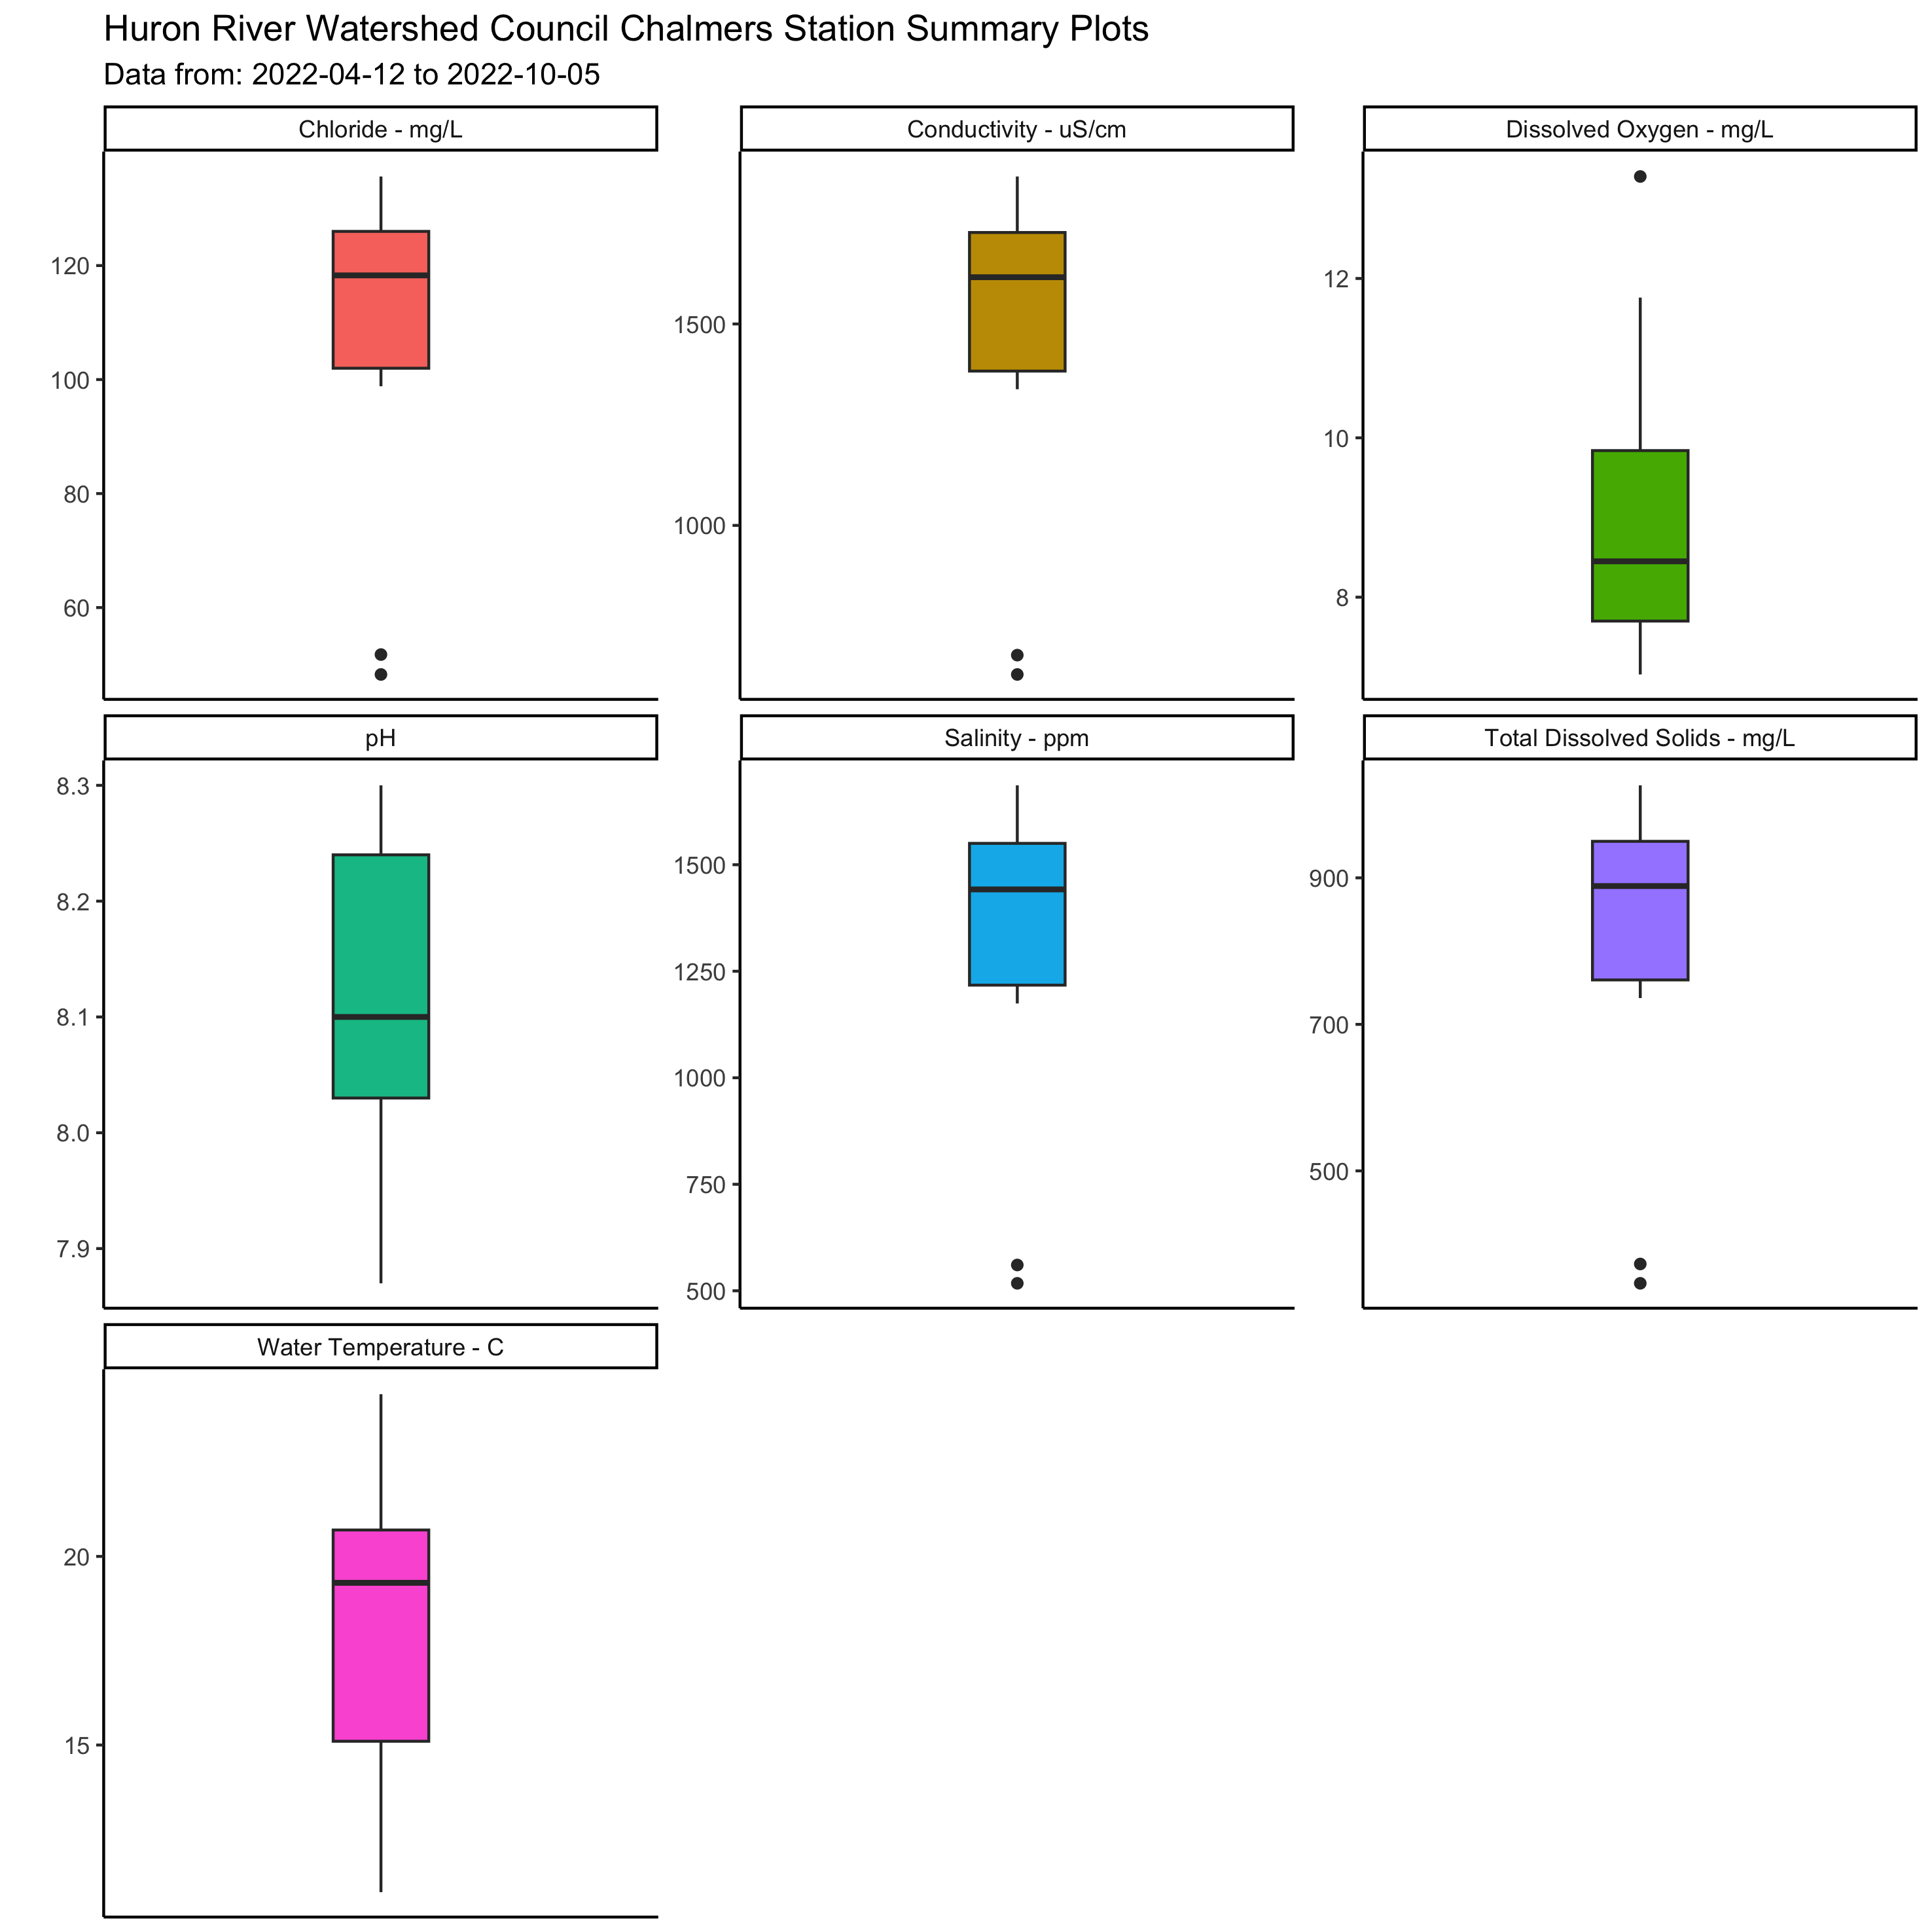 Huron River Watershed Council Chalmers Station Summary Plots
Data from: 2022-04-12 to 2022-10-05
Chloride - mg/L
120
100
80
60
Conductivity - uS/cm
1500
1000
Dissolved Oxygen - mg/L
12
10
8
pH
8.3
8.2
8.1
8.0
7.9
Salinity - ppm
1500
1250
1000
750
500
Total Dissolved Solids - mg/L
900
700
500
Water Temperature - C
20
15